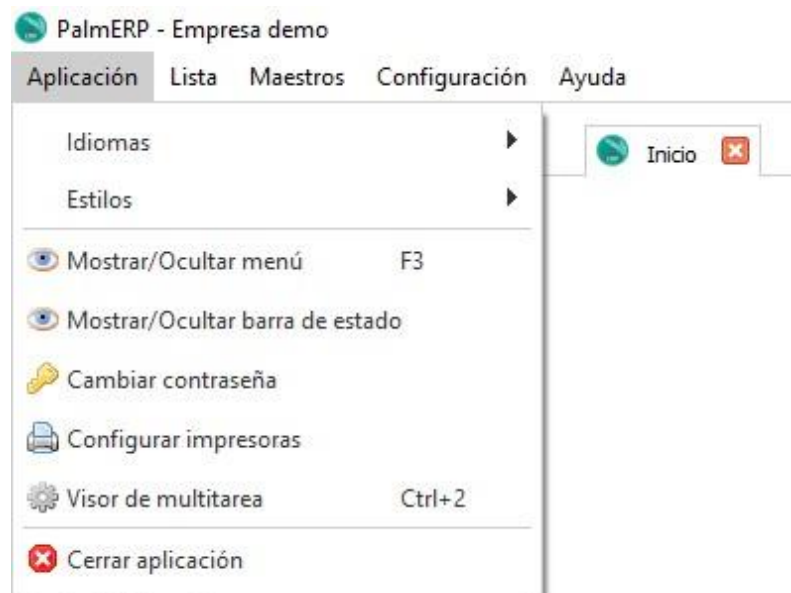 PalmERP - Empresa demo
Aplicación Lista Maestros Configuración Ayuda
Idiomas
Inicio
Estilos
Mostrar/Ocultar menú F3
Mostrar/Ocultar barra de estado
Cambiar contraseña
Configurar impresoras
Visor de multitarea Ctrl+2
Cerrar aplicación